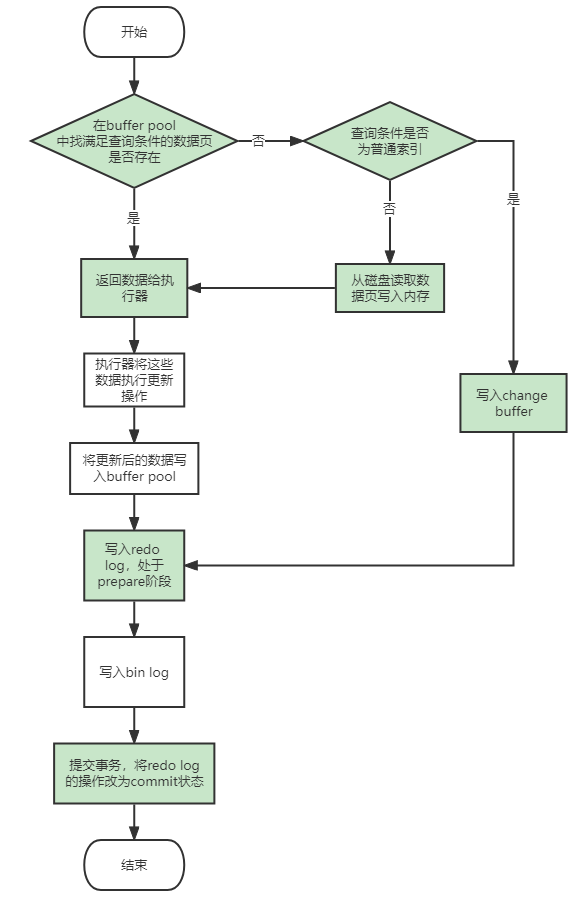 开始
在buffer pool
中找满足查询条件的数据页
是否存在
否
查询条件是否
为普通索引
是
否
是
返回数据给执
行器
从磁盘读取数
据页写入内存
执行器将这些
数据执行更新
操作
写入change
buffer
将更新后的数据写
入buffer pool
写入redo
log，处于
prepare阶段
写入bin log
提交事务，将redo log
的操作改为commit状态
结束